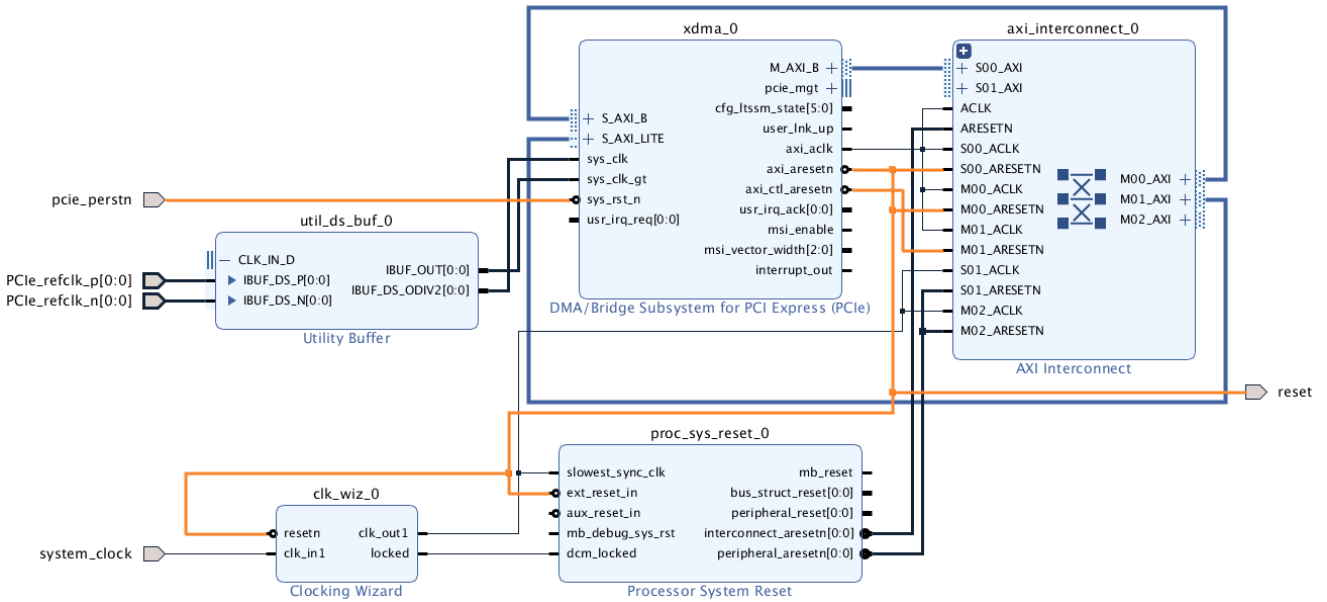 xdma_0
axi_interconnect_0
M_AXI_B
pcie_mgt
cfg_ltssm_state[5:0]
user_lnk_up
axi_aclk
axi_aresetn
axi_ctl_aresetn
usr_irq_ack[0:0]
msi_enable
msi_vector_width[2:0]
interrupt_out
S_AXI_B
S_AXI_LITE
sys_clk
sys_clk_gt
sys_rst_n
usr_irq_req[0:0]
DMA/Bridge Subsystem for PCI Express (PCIe)
S00_AXI
S01_AXI
ACLK
ARESETN
S00_ACLK
S00_ARESETN
M00_ACLK
M00_ARESETN
M01_ACLK
M01_ARESETN
S01_ACLK
S01_ARESETN
M02_ACLK
M02_ARESETN
M00_AXI
M01_AXI
M02_AXI
AXI Interconnect
pcie_perstn
util_ds_buf_0
CLK_IN_D
IBUF_DS_P[0:0]
IBUF_DS_N[0:0]
IBUF_OUT[0:0]
IBUF_DS_ODIV2[0:0]
Utility Buffer
PCIe_refclk_p[0:0]
PCIe_refclk_n[0:0]
reset
proc_sys_reset_0
slowest_sync_clk
ext_reset_in
aux_reset_in
mb_debug_sys_rst
dcm_locked
mb_reset
bus_struct_reset[0:0]
peripheral_reset[0:0]
interconnect_aresetn[0:0]
peripheral_aresetn[0:0]
Processor System Reset
clk_wiz_0
resetn
clk_in1
clk_out1
locked
Clocking Wizard
system_clock